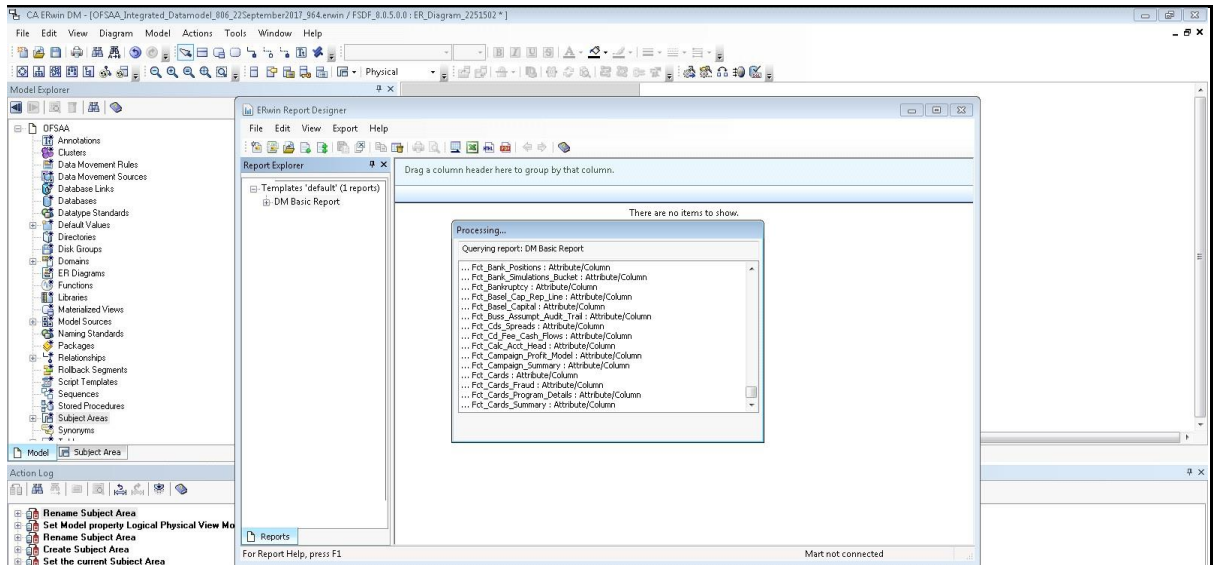 CA ERwin DM - [OFSAA_Integrated_Datamodel_806_22September2017_964.erwin / FSDF_8.0.5.0.0 : ER_Diagram_2251502 * ]
File Edit View Diagram Model Actions Tools Window Help
Physical
Model Explorer
OFSAA
Annotations
Clusters
Data Movement Rules
Data Movement Sources
Database Links
Databases
Datatype Standards
Default Values
Directories
Disk Groups
Domains
ER Diagrams
Functions
Libraries
Materialized Views
Model Sources
Naming Standards
Packages
Relationships
Rollback Segments
Script Templates
Sequences
Stored Procedures
Subject Areas
Synonyms
Model Subject Area
ERwin Report Designer
File Edit View Export Help
Report Explorer
Templates 'default' (1 reports)
DM Basic Report
Drag a column header here to group by that column.
There are no items to show.
Processing...
Querying report: DM Basic Report
... Fct_Bank_Positions : Attribute/Column
... Fct_Bank_Simulations_Bucket : Attribute/Column
... Fct_Bankruptcy : Attribute/Column
... Fct_Basel_Cap_Rep_Line : Attribute/Column
... Fct_Basel_Capital : Attribute/Column
... Fct_Buss_Assumpt_Audit_Trail : Attribute/Column
... Fct_Cds_Spreads : Attribute/Column
... Fct_Cd_Fee_Cash_Flows : Attribute/Column
... Fct_Calc_Acct_Head : Attribute/Column
... Fct_Campaign_Profit_Model : Attribute/Column
... Fct_Campaign_Summary : Attribute/Column
... Fct_Cards : Attribute/Column
... Fct_Cards_Fraud : Attribute/Column
... Fct_Cards_Program_Details : Attribute/Column
... Fct_Cards_Summary : Attribute/Column
Reports
For Report Help, press F1
Mart not connected
Action Log
Rename Subject Area
Set Model property Logical Physical View Mo
Rename Subject Area
Create Subject Area
Set the current Subject Area